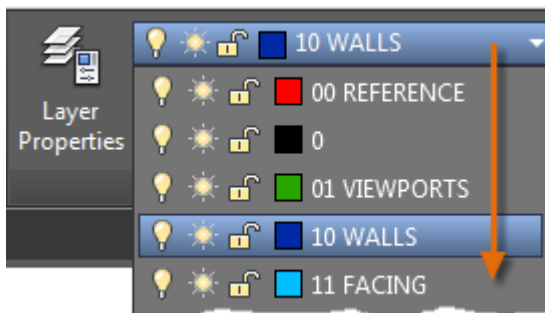 10 WALLS
Layer
Properties
00 REFERENCE
0
01 VIEWPORTS
10 WALLS
11 FACING